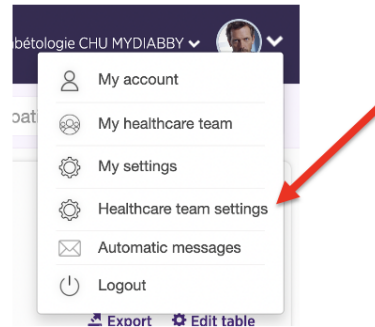 bétologie CHU MYDIABBY
My account
pati
My healthcare team
My settings
Healthcare team settings
Automatic messages
Logout
Export Edit table